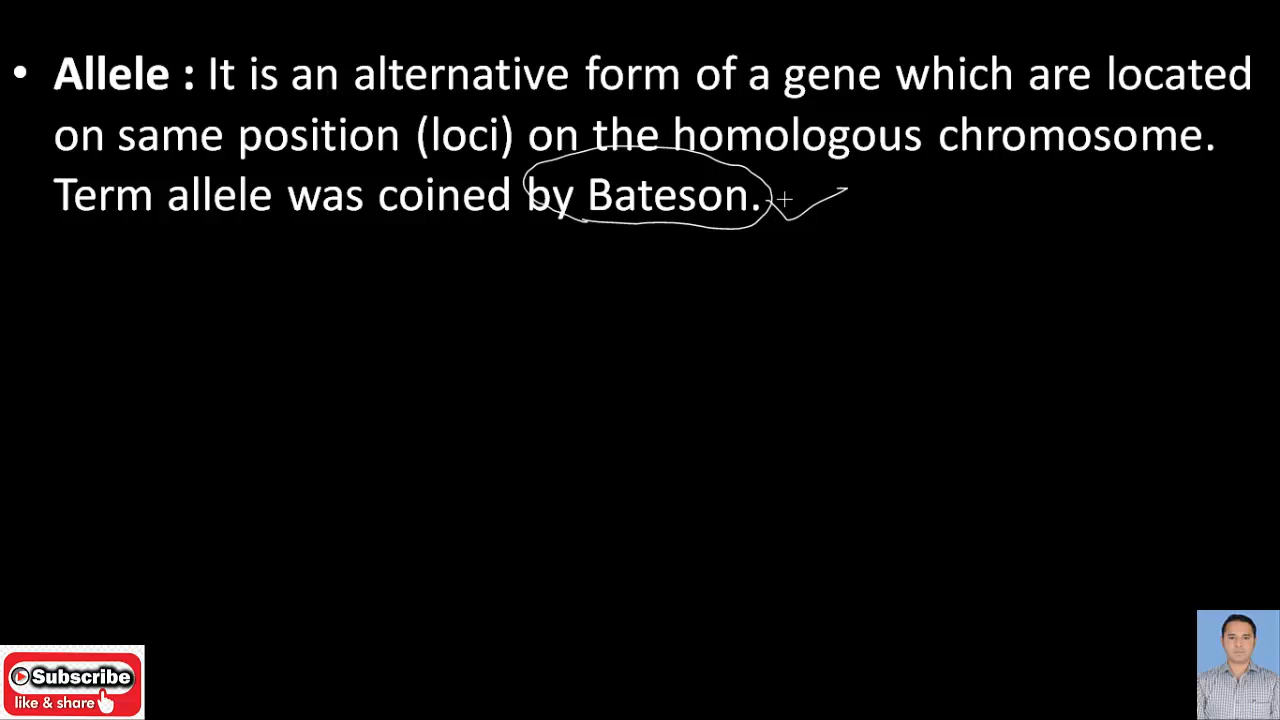 • Allele : It is an alternative form of a gene which are located
on same position (loci) on the homologous chromosome.
Term allele was coined by Bateson.
Subscribe
like & share